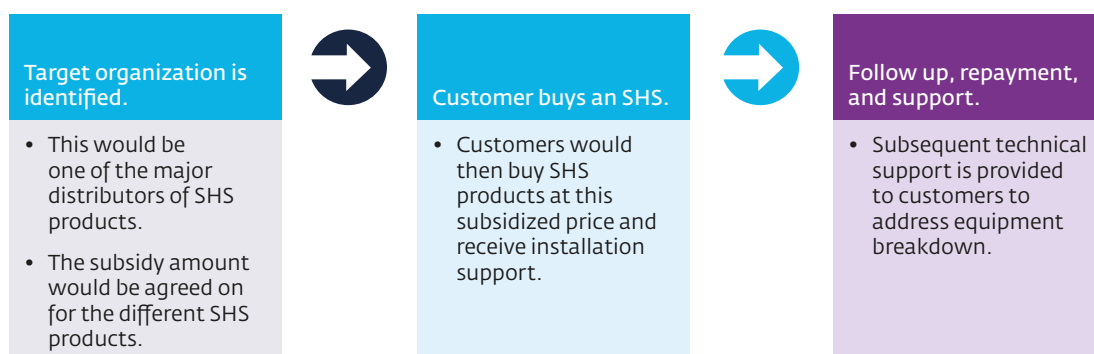 Target organization is
identified.
• This would be
one of the major
distributors of SHS
products.
• The subsidy amount
would be agreed on
for the different SHS
products.
Customer buys an SHS.
• Customers would
then buy SHS
products at this
subsidized price and
receive installation
support.
Follow up, repayment,
and support.
• Subsequent technical
support is provided
to customers to
address equipment
breakdown.